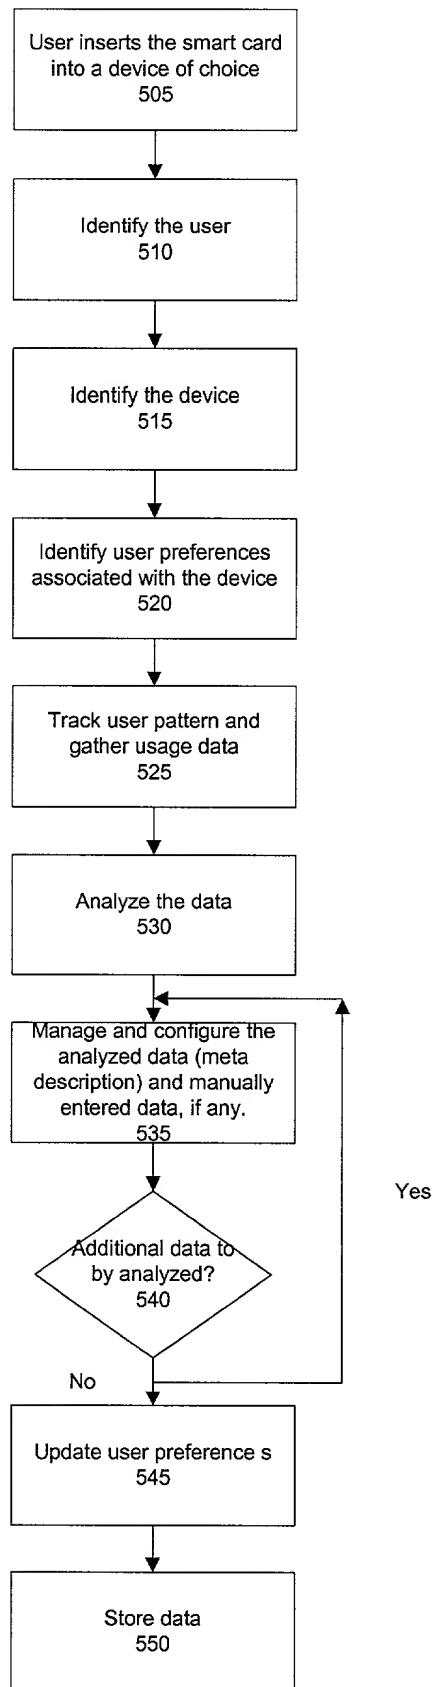 User inserts the smart card
into a device of choice
505
Identify the user
510
Identify the device
515
Identify user preferences
associated with the device
520
Track user pattern and
gather usage data
525
Analyze the data
530
Manage and configure the
analyzed data (meta
description) and manually
entered data, if any.
535
Yes
Additional data to
by analyzed?
540
No
Update user preference s
545
Store data
550